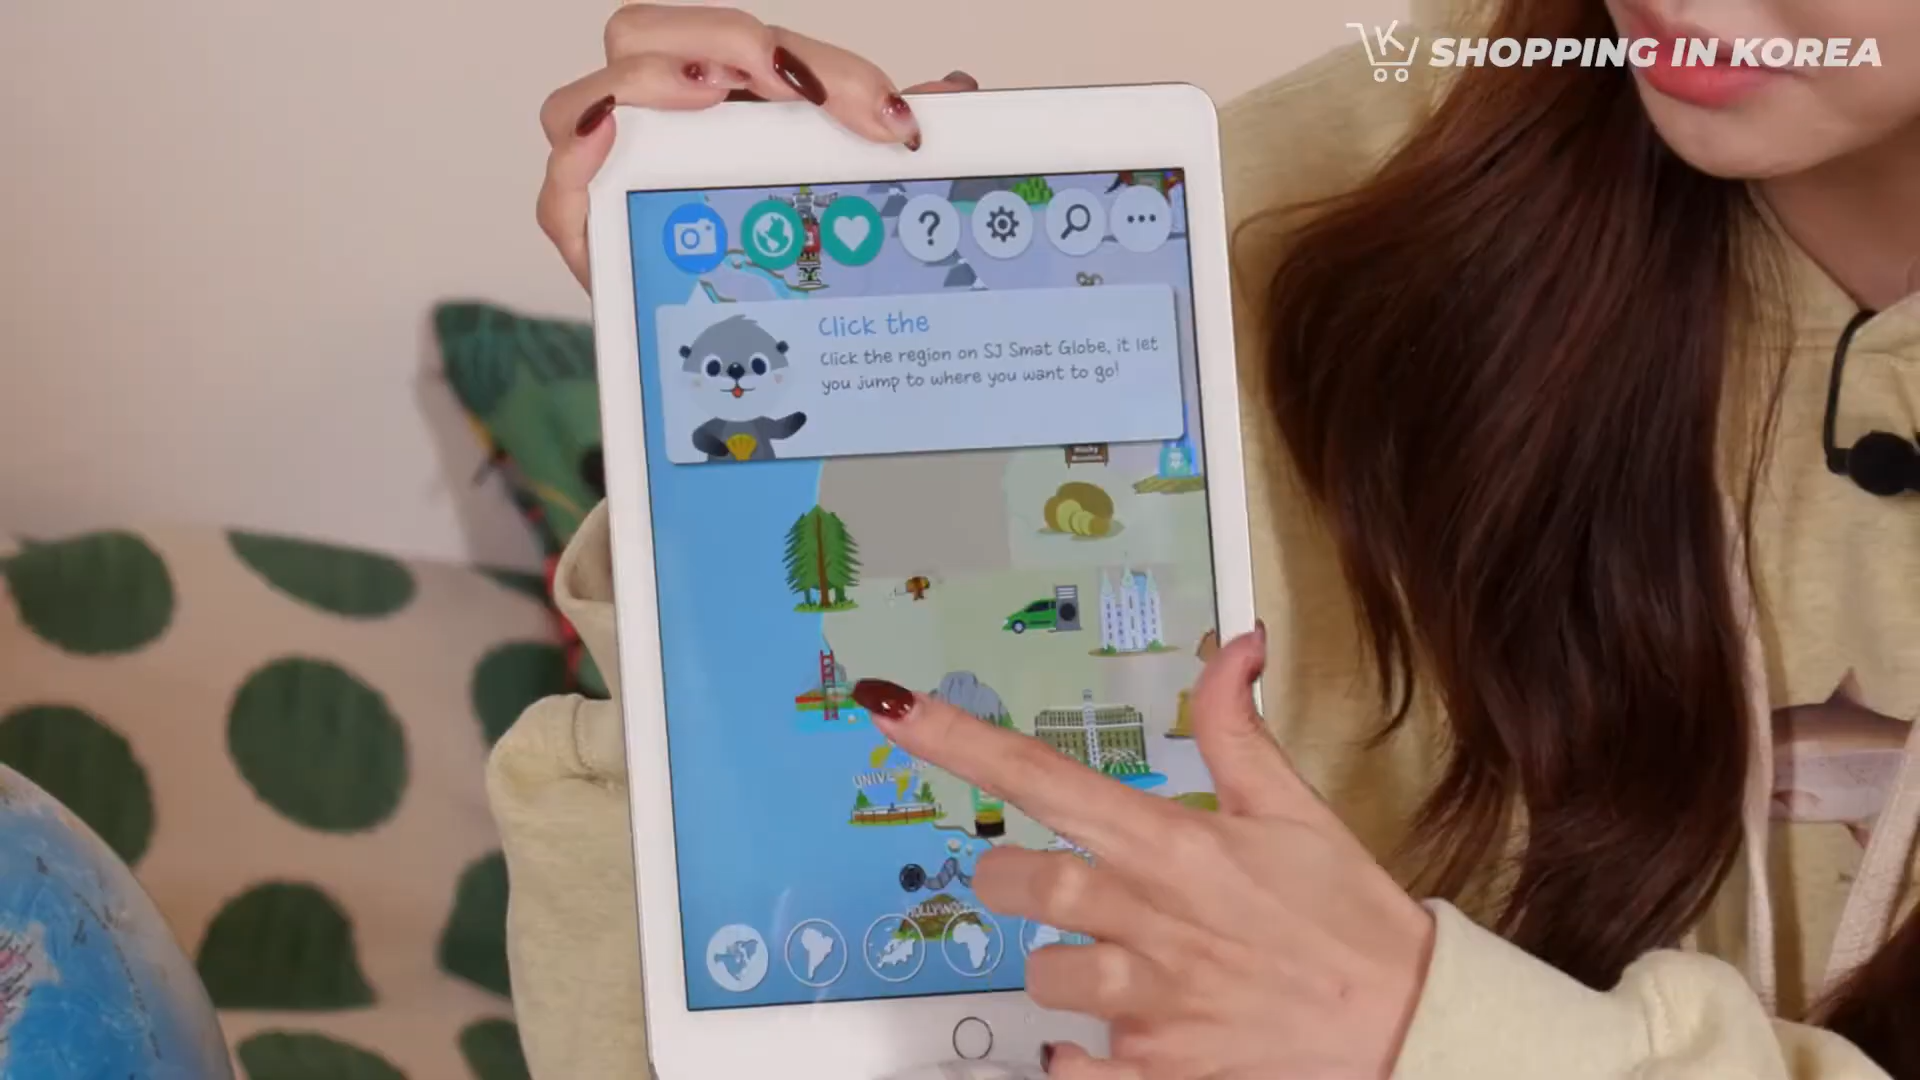 SHOPPING IN KOREA
Click the
Click the region on SJ Smat Globe, it let
you jump to where you want to go!
HOLLYWOOD